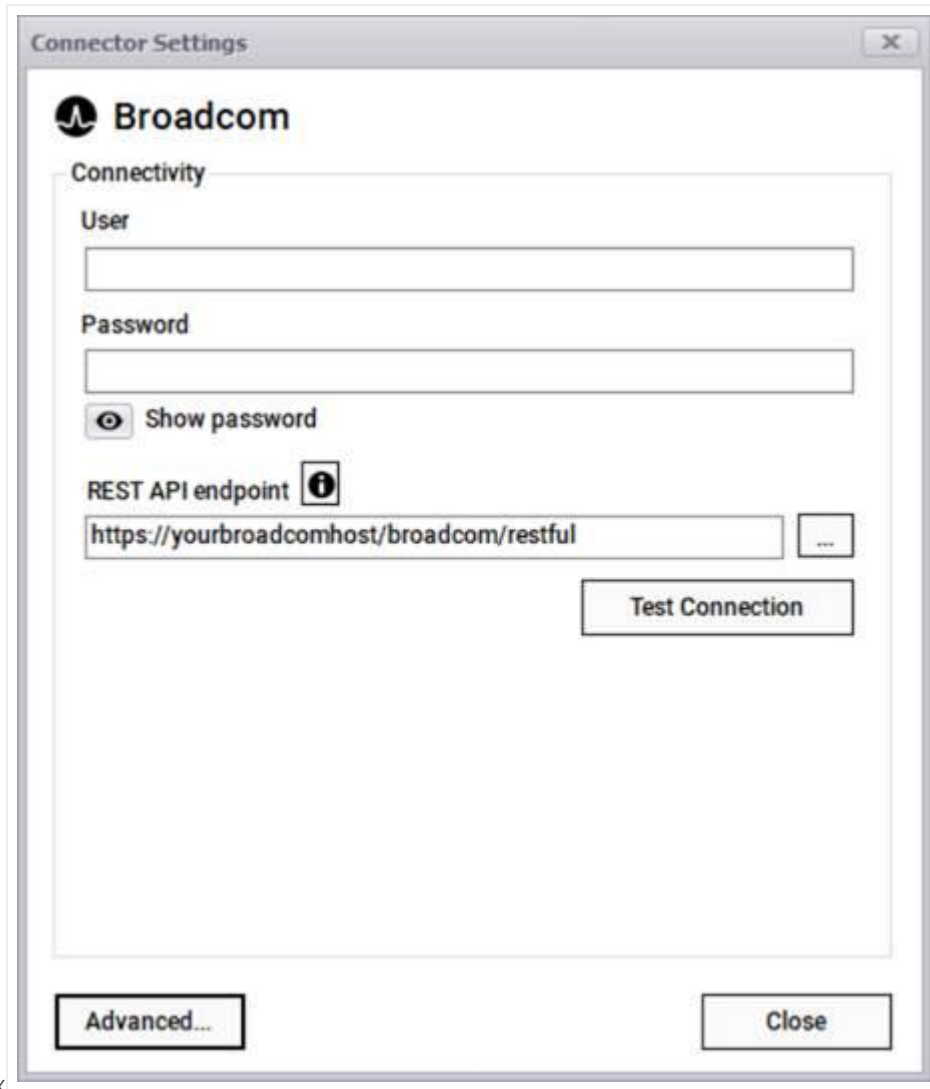 Connector Settings
Broadcom
Connectivity
User
Password
Show password
REST API endpoint
https://yourbroadcomhost/broadcom/restful
...
Test Connection
Advanced...
Close